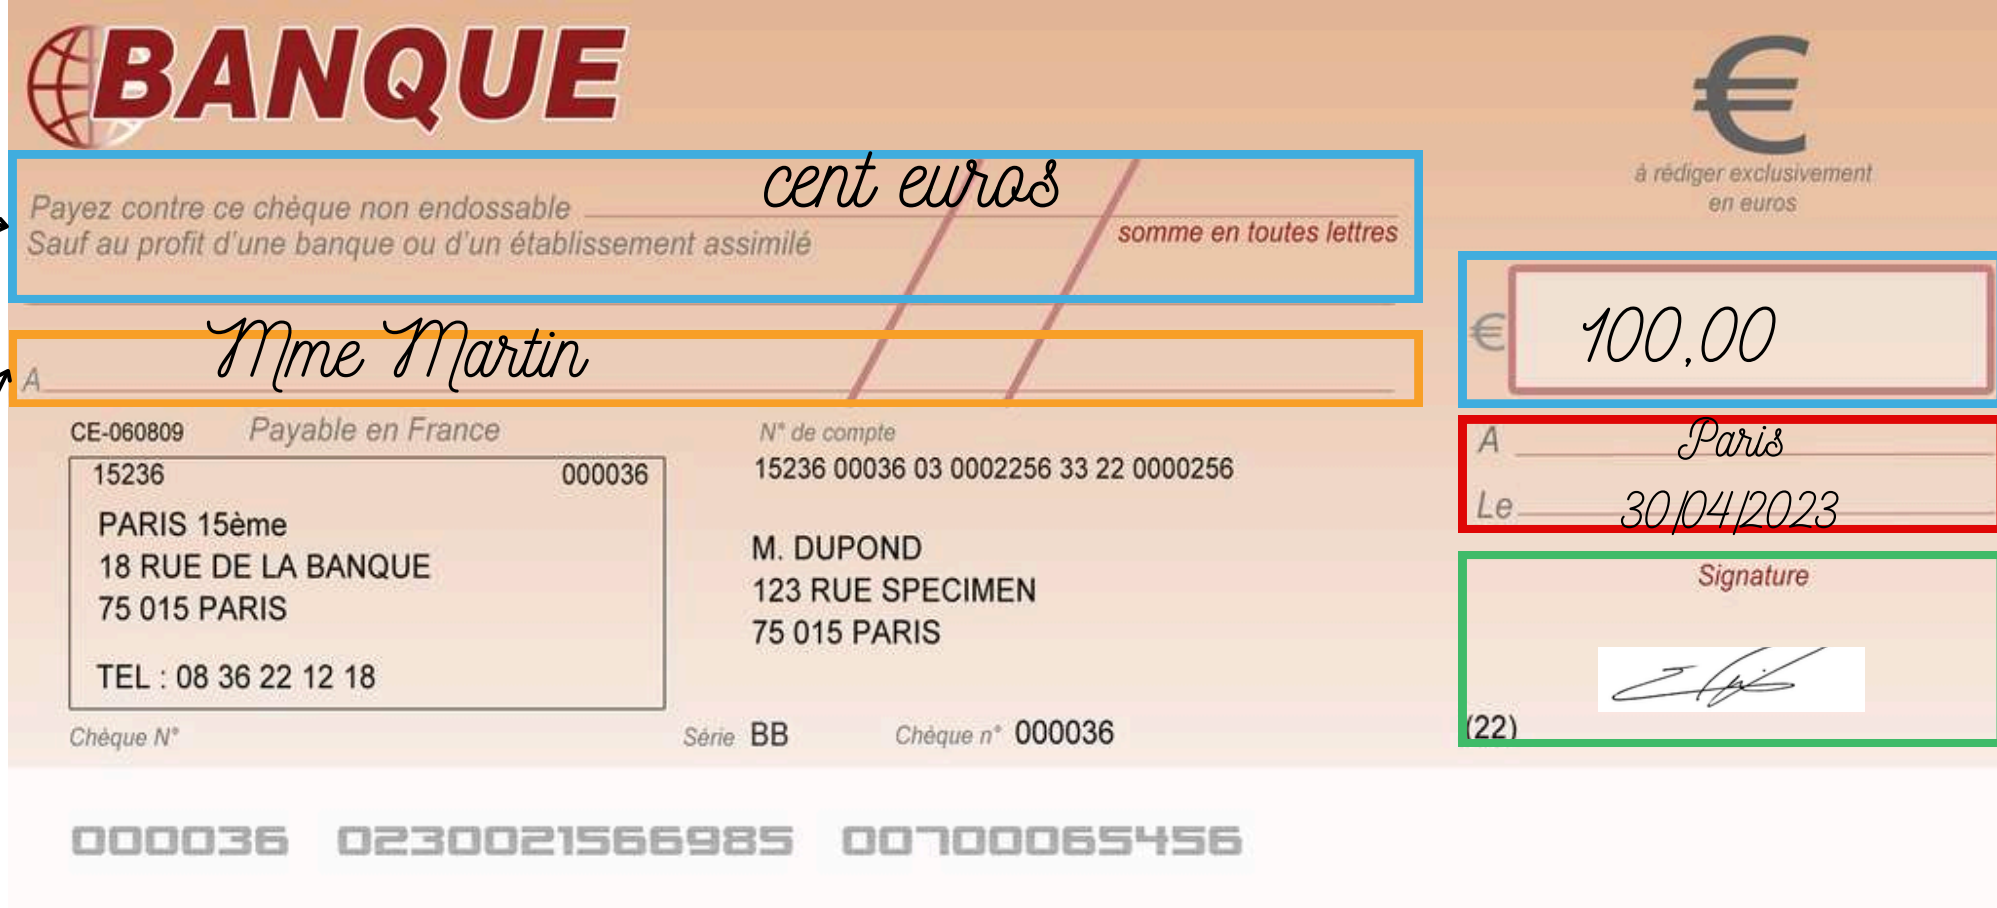 BANQUE
€
à rédiger exclusivement
en euros
cent euros
Payez contre ce chèque non endossable
Sauf au profit d'une banque ou d'un établissement assimilé
somme en toutes lettres
Mme Martin
A
€ 100,00
CE-060809 Payable en France
15236 000036
PARIS 15ème
18 RUE DE LA BANQUE
75 015 PARIS
TEL : 08 36 22 12 18
N° de compte
15236 00036 03 0002256 33 22 0000256
M. DUPOND
123 RUE SPECIMEN
75 015 PARIS
A Paris
Le 30/04/2023
Signature
(22)
Chèque N° Série BB Chèque n° 000036
000036 0230021566985 00700065456